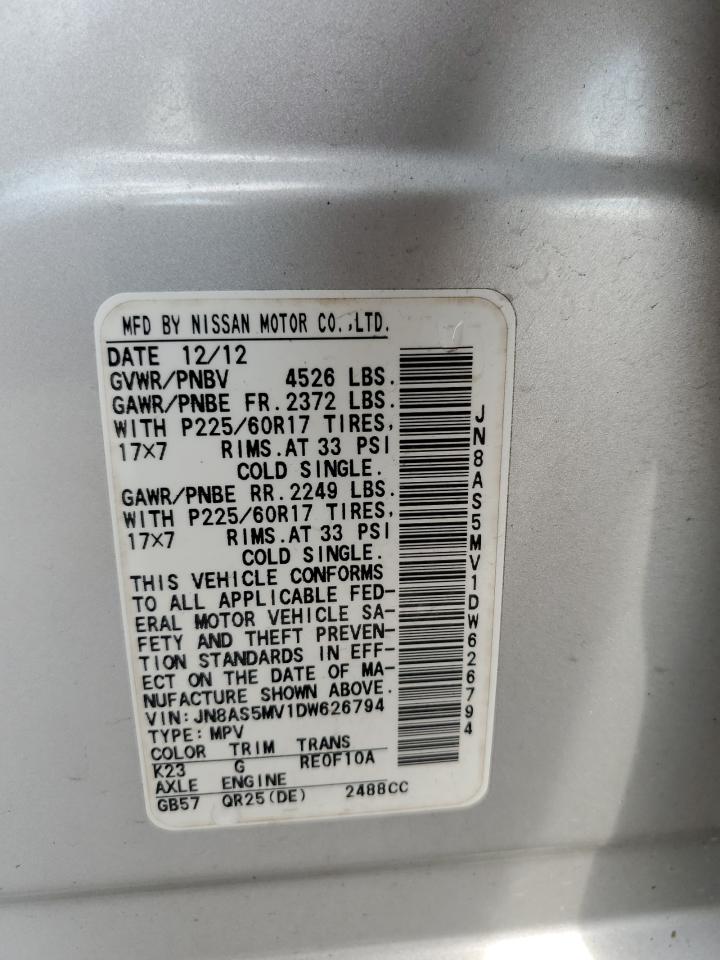 MFD BY NISSAN MOTOR CO.,LTD.
DATE 12/12
GVWR/PNBV 4526 LBS.
GAWR/PNBE FR. 2372 LBS.
WITH P225/60R17 TIRES,
17×7 RIMS.AT 33 PSI
COLD SINGLE.
GAWR/PNBE RR. 2249 LBS.
WITH P225/60R17 TIRES,
17×7 RIMS.AT 33 PSI
COLD SINGLE.
THIS VEHICLE CONFORMS
TO ALL APPLICABLE FED-
ERAL MOTOR VEHICLE SA-
FETY AND THEFT PREVEN-
TION STANDARDS IN EFF-
ECT ON THE DATE OF MA-
NUFACTURE SHOWN ABOVE.
VIN:JN8AS5MV1DW626794
TYPE: MPV
COLOR TRIM TRANS
K23 G RE0F10A
AXLE ENGINE
GB57 QR25(DE) 2488CC
JN8AS5MV1DW626794